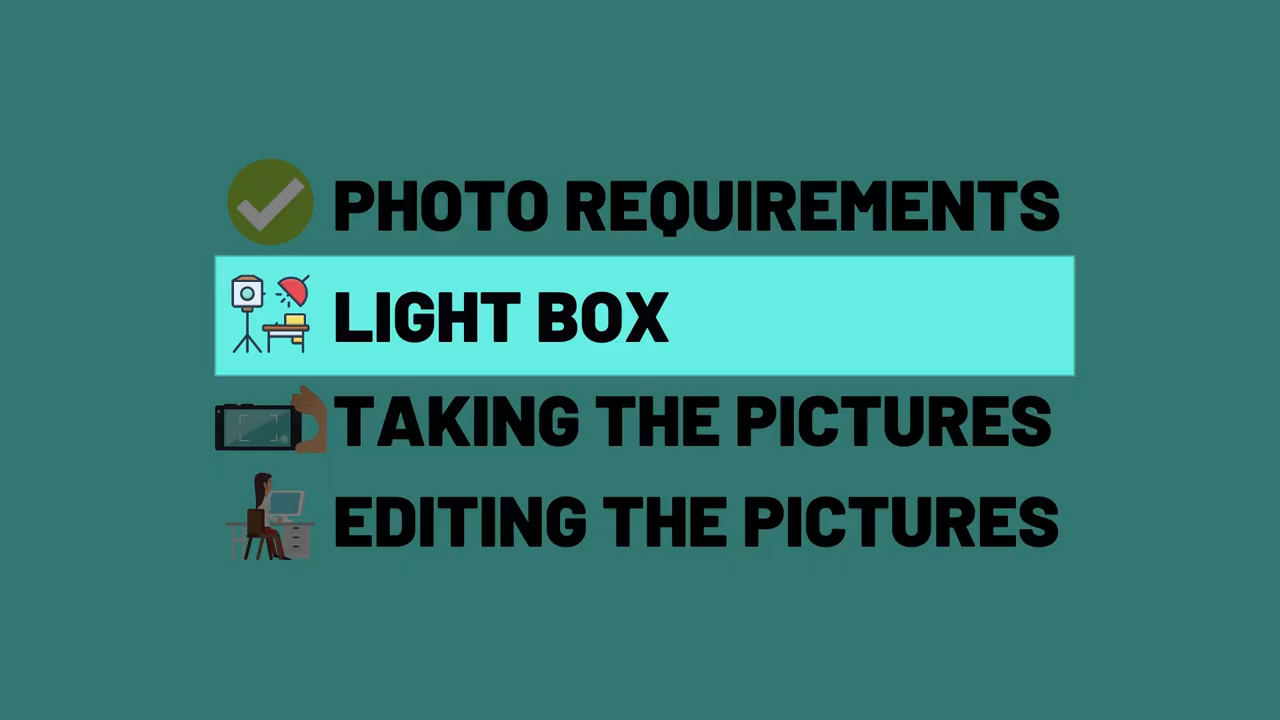 PHOTO REQUIREMENTS
LIGHT BOX
TAKING THE PICTURES
EDITING THE PICTURES